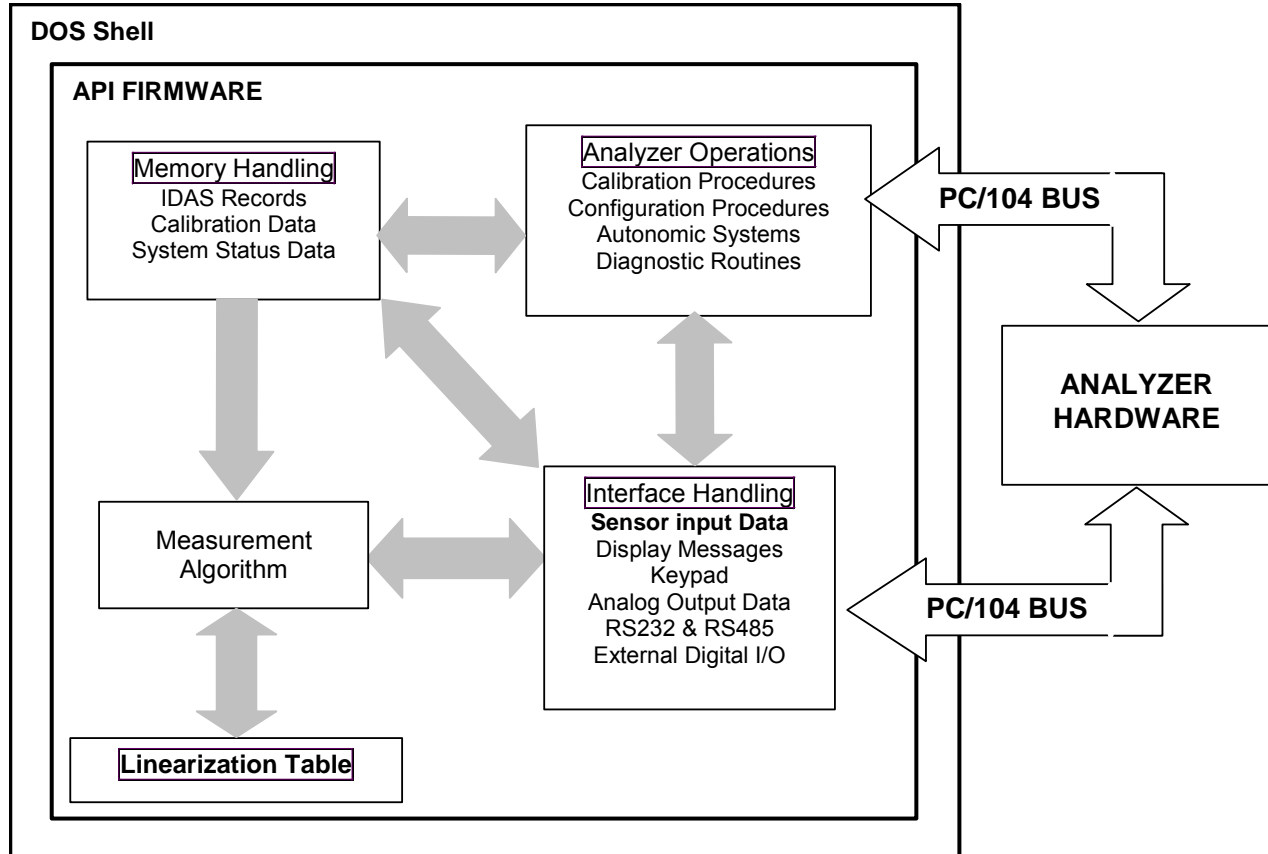 DOS Shell
API FIRMWARE
Memory Handling
IDAS Records
Calibration Data
System Status Data
Analyzer Operations
Calibration Procedures
Configuration Procedures
Autonomic Systems
Diagnostic Routines
PC/104 BUS
ANALYZER
HARDWARE
Measurement
Algorithm
Interface Handling
Sensor input Data
Display Messages
Keypad
Analog Output Data
RS232 & RS485
External Digital I/O
PC/104 BUS
Linearization Table